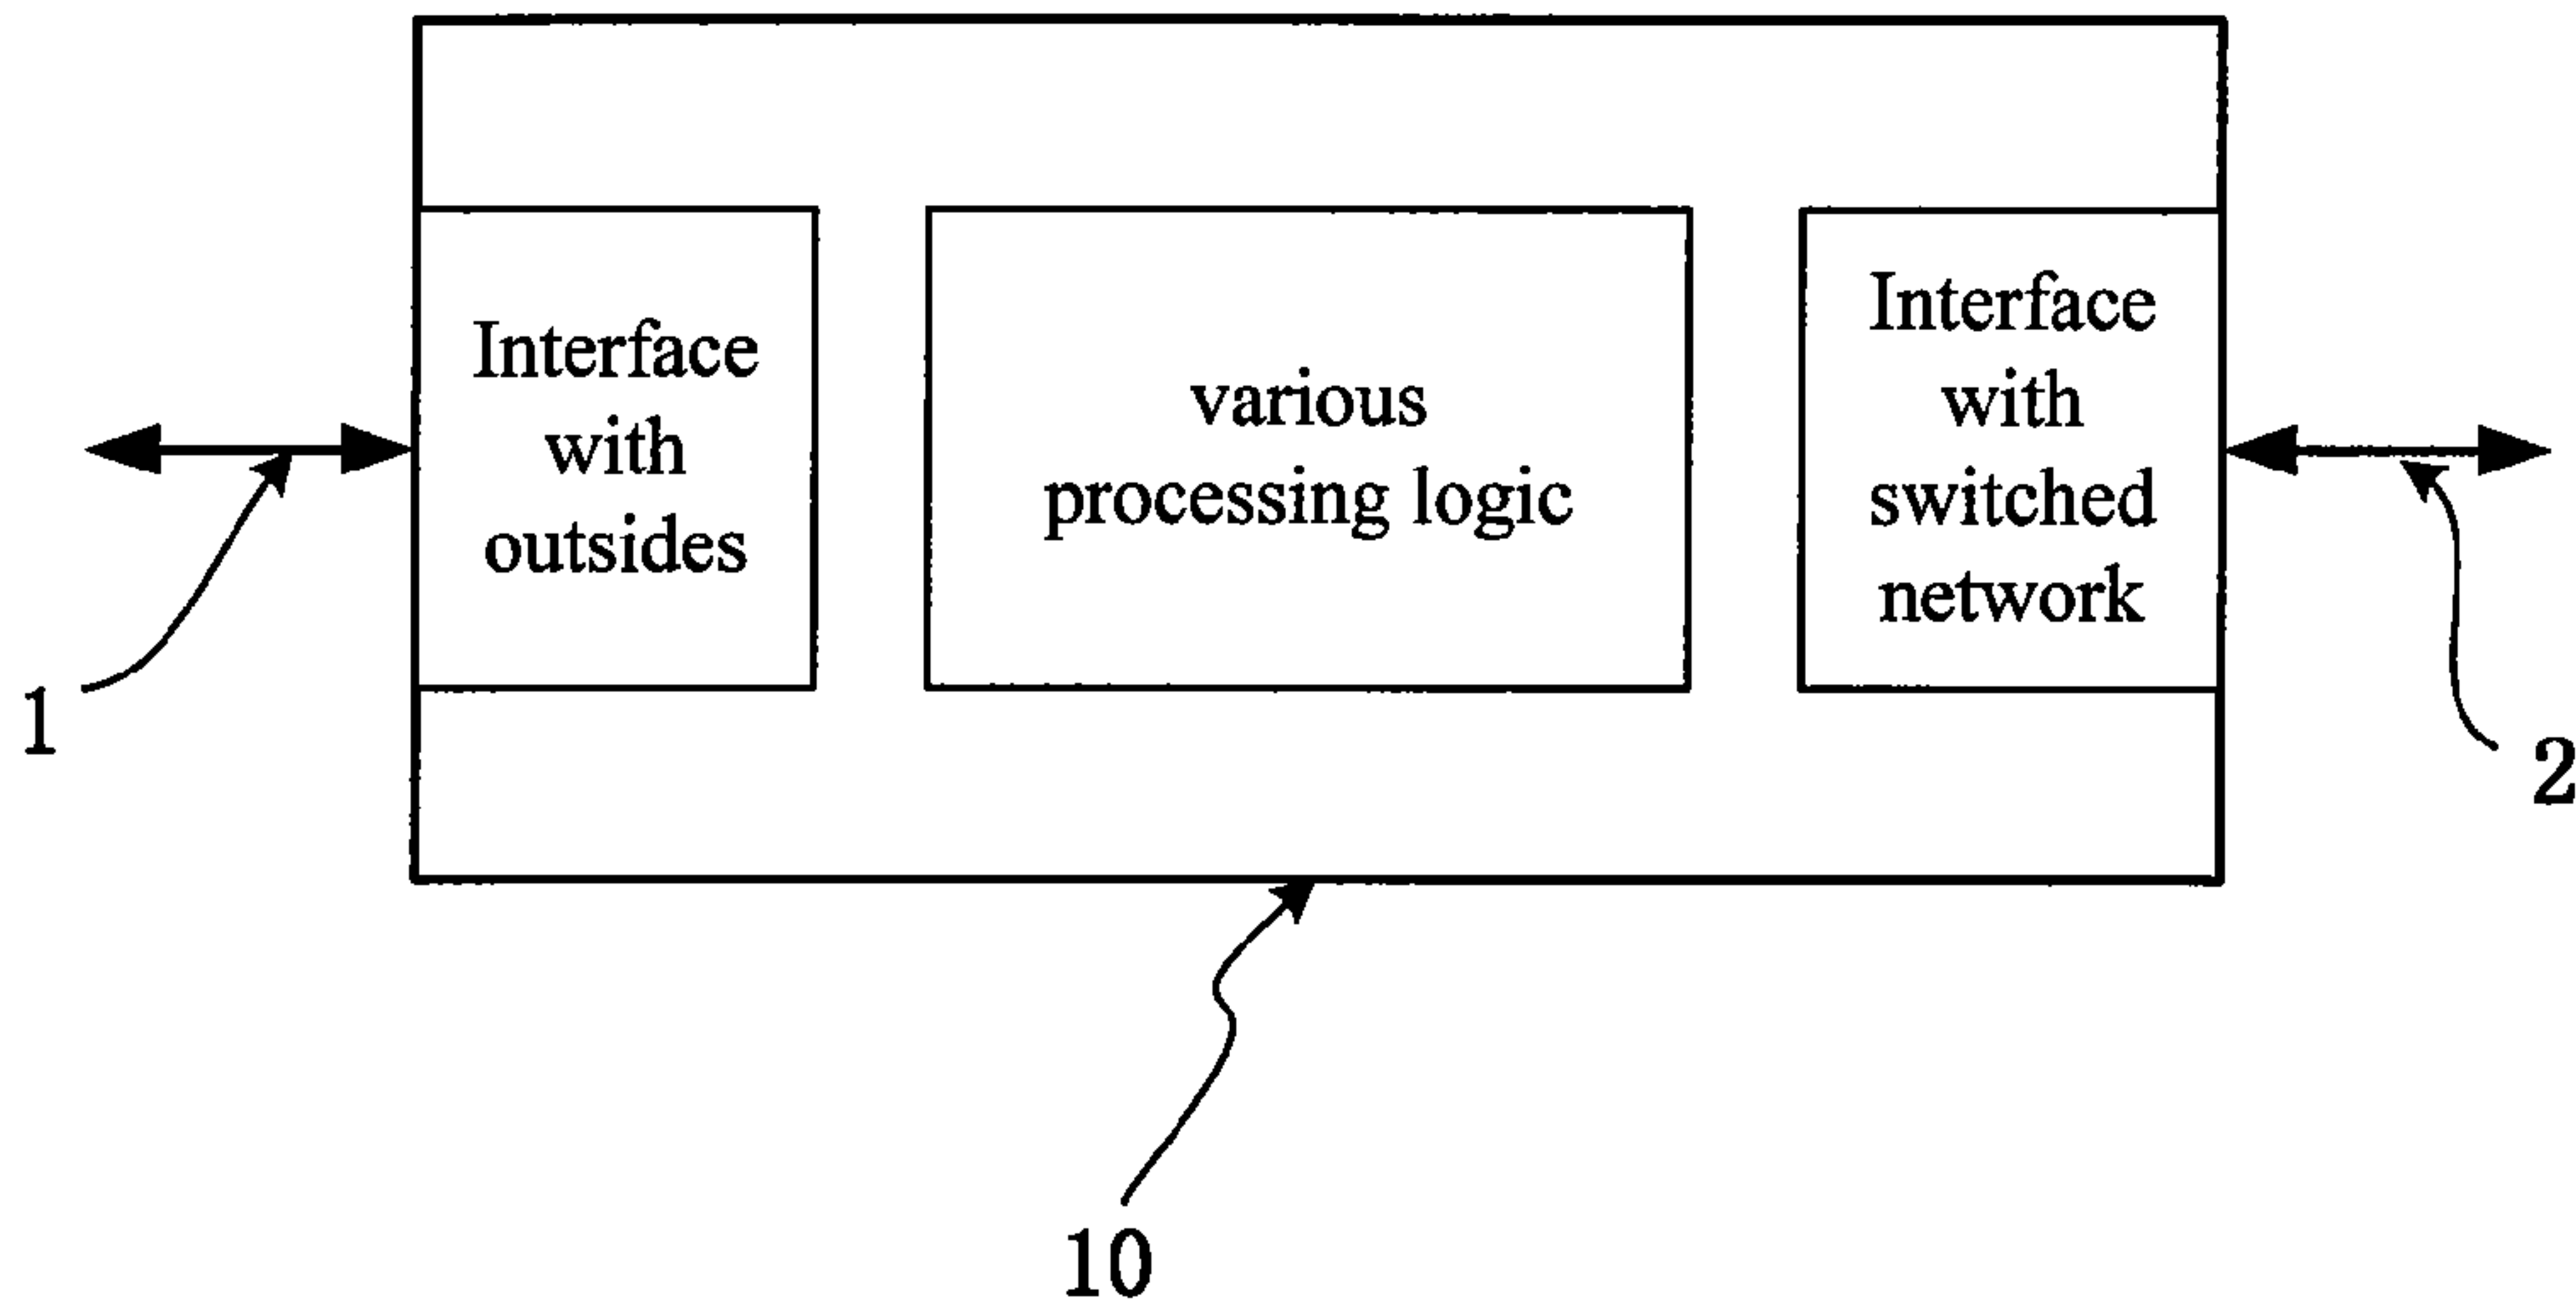 Interface
with
outsides
various
processing logic
Interface
with
switched
network
1
2
10